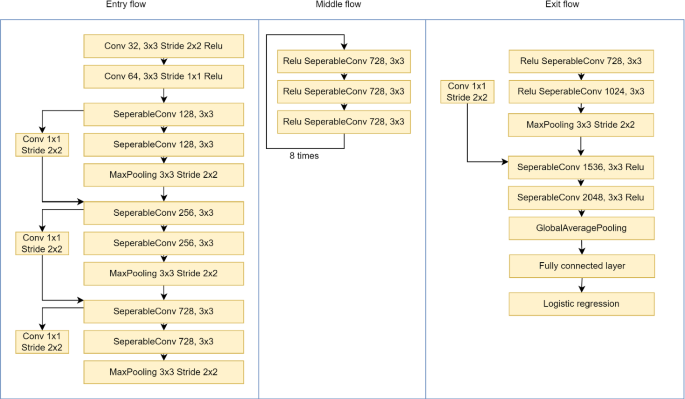 Entry flow
Conv 32, 3x3 Stride 2x2 Relu
Conv 64, 3x3 Stride 1x1 Relu
SeperableConv 128, 3x3
Conv 1x1
Stride 2x2
SeperableConv 128, 3x3
MaxPooling 3x3 Stride 2x2
SeperableConv 256, 3x3
Conv 1x1
Stride 2x2
SeperableConv 256, 3x3
MaxPooling 3x3 Stride 2x2
SeperableConv 728, 3x3
Conv 1x1
Stride 2x2
SeperableConv 728, 3x3
MaxPooling 3x3 Stride 2x2
Middle flow
Relu SeperableConv 728, 3x3
Relu SeperableConv 728, 3x3
Relu SeperableConv 728, 3x3
8 times
Exit flow
Relu SeperableConv 728, 3x3
Conv 1x1
Stride 2x2
Relu SeperableConv 1024, 3x3
MaxPooling 3x3 Stride 2x2
SeperableConv 1536, 3x3 Relu
SeperableConv 2048, 3x3 Relu
GlobalAveragePooling
Fully connected layer
Logistic regression